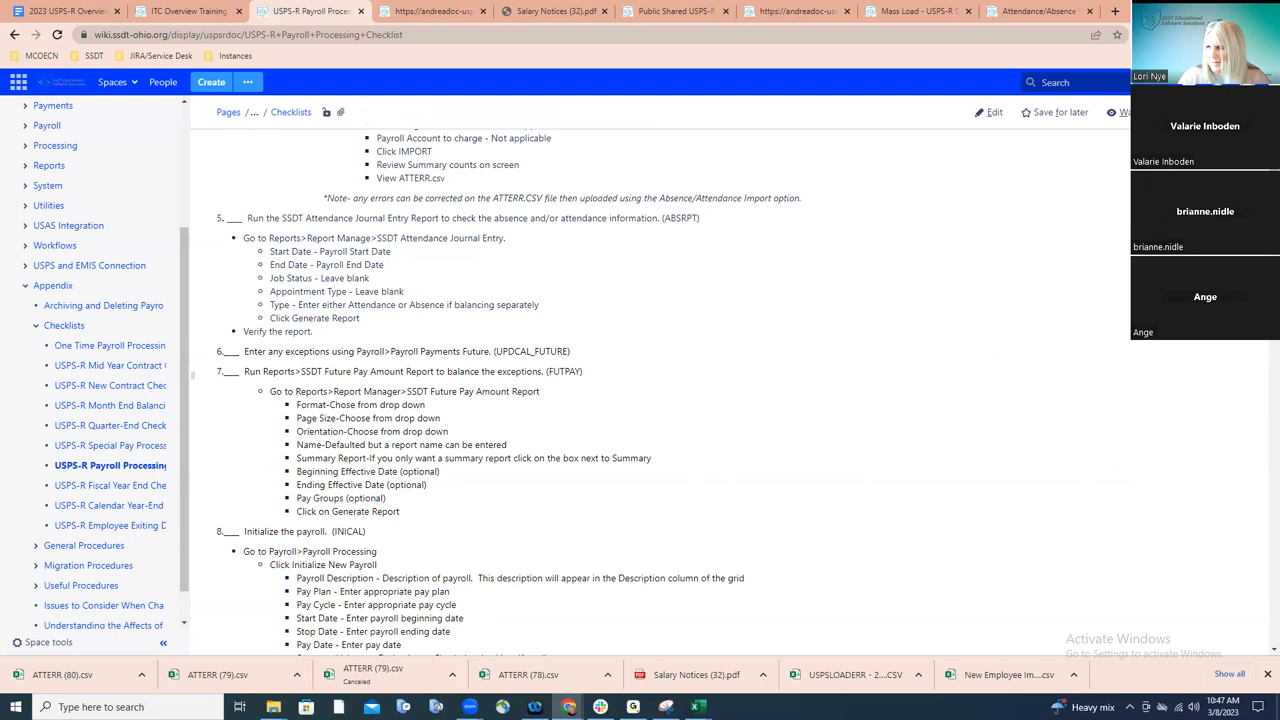 2023 USPS-R Overview
ITC Overview Training
USPS-R Payroll Proces
https://andreadoc-usp
Salary Notices (32).pdf
Public Shared USPS-R
https://andreadoc-us
Mass Load - USPS-R D
Attendance/Absence
wiki.ssdt-ohio.org/display/uspsrdoc/USPS-R+Payroll+Processing+Checklist
MCOECN
SSDT
JIRA/Service Desk
Instances
Spaces
People
Create
Search
Pages / ... / Checklists
Edit
Save for later
Wa
Payments
Payroll
Processing
Reports
System
Utilities
USAS Integration
Workflows
USPS and EMIS Connection
Appendix
Archiving and Deleting Payro
Checklists
One Time Payroll Processin
USPS-R Mid Year Contract
USPS-R New Contract Chec
USPS-R Month End Balanci
USPS-R Quarter-End Check
USPS-R Special Pay Process
USPS-R Payroll Processing
USPS-R Fiscal Year End Che
USPS-R Calendar Year-End
USPS-R Employee Exiting D
General Procedures
Migration Procedures
Useful Procedures
Issues to Consider When Cha
Understanding the Affects of
Space tools
Payroll Account to charge - Not applicable
Click IMPORT
Review Summary counts on screen
View ATTERR.csv
*Note- any errors can be corrected on the ATTERR.CSV file then uploaded using the Absence/Attendance Import option.
5. ____ Run the SSDT Attendance Journal Entry Report to check the absence and/or attendance information. (ABSRPT)
Go to Reports>Report Manage>SSDT Attendance Journal Entry.
Start Date - Payroll Start Date
End Date - Payroll End Date
Job Status - Leave blank
Appointment Type - Leave blank
Type - Enter either Attendance or Absence if balancing separately
Click Generate Report
Verify the report.
6.____ Enter any exceptions using Payroll>Payroll Payments Future. (UPDCAL_FUTURE)
7.____ Run Reports>SSDT Future Pay Amount Report to balance the exceptions. (FUTPAY)
Go to Reports>Report Manager>SSDT Future Pay Amount Report
Format-Chose from drop down
Page Size-Choose from drop down
Orientation-Choose from drop down
Name-Defaulted but a report name can be entered
Summary Report-If you only want a summary report click on the box next to Summary
Beginning Effective Date (optional)
Ending Effective Date (optional)
Pay Groups (optional)
Click on Generate Report
8.____ Initialize the payroll. (INICAL)
Go to Payroll>Payroll Processing
Click Initialize New Payroll
Payroll Description - Description of payroll. This description will appear in the Description column of the grid
Pay Plan - Enter appropriate pay plan
Pay Cycle - Enter appropriate pay cycle
Start Date - Enter payroll beginning date
Stop Date - Enter payroll ending date
Pay Date - Enter pay date
Lori Nye
Valarie Inboden
Valarie Inboden
brianne.nidle
brianne.nidle
Ange
Ange
Activate Windows
Go to Settings to activate Windows.
ATTERR (80).csv
ATTERR (79).csv
ATTERR (79).csv
Canceled
ATTERR (78).csv
Salary Notices (32).pdf
USPSLOADERR - 2....CSV
New Employee Im....csv
Show all
Type here to search
Heavy mix
10:47 AM
3/8/2023